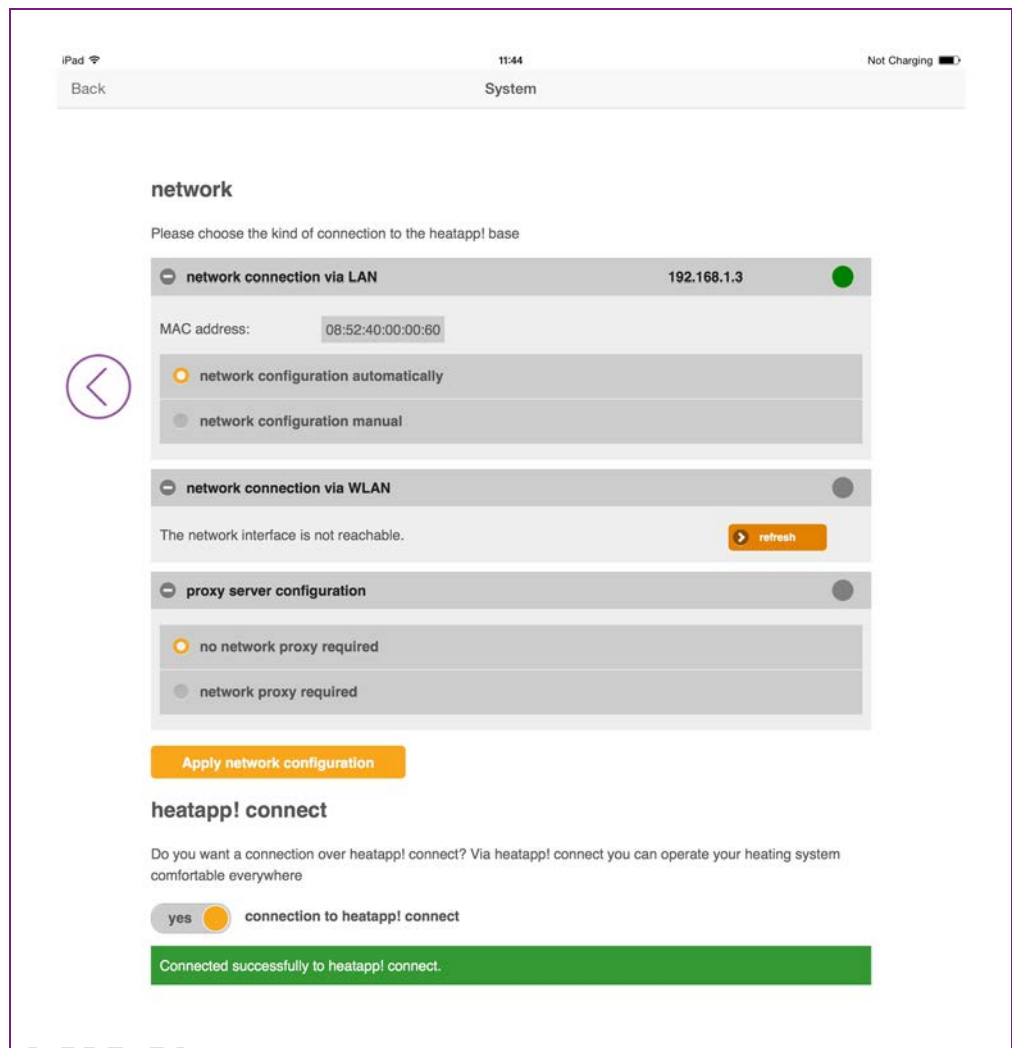 iPad 11:44 Not Charging
Back System
network
Please choose the kind of connection to the heatapp! base
network connection via LAN 192.168.1.3
MAC address: 08:52:40:00:00:60
network configuration automatically
network configuration manual
network connection via WLAN
The network interface is not reachable.
refresh
proxy server configuration
no network proxy required
network proxy required
Apply network configuration
heatapp! connect
Do you want a connection over heatapp! connect? Via heatapp! connect you can operate your heating system
comfortable everywhere
yes connection to heatapp! connect
Connected successfully to heatapp! connect.